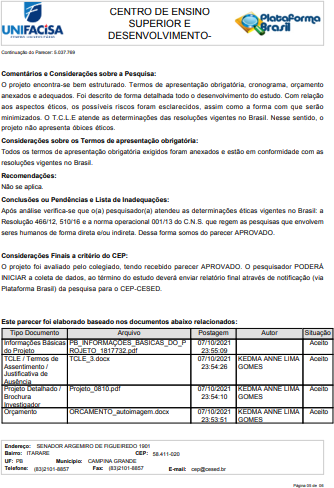 UNIFACISA
CENTRO DE ENSINO
SUPERIOR E
DESENVOLVIMENTO-
Plataforma
Brasil
Continuação do Parecer: 5.037.769
Comentários e Considerações sobre a Pesquisa:
O projeto encontra-se bem estruturado. Termos de apresentação obrigatória, cronograma, orçamento
anexados e adequados. Foi descrito de forma detalhada todo o desenvolvimento do estudo. Com relação
aos aspectos éticos, os possíveis riscos foram esclarecidos, assim como a forma com que serão
minimizados. O T.C.L.E atende as determinações das resoluções vigentes no Brasil. Nesse sentido, o
projeto não apresenta óbices éticos.
Considerações sobre os Termos de apresentação obrigatória:
Todos os termos de apresentação obrigatória exigidos foram anexados e estão em conformidade com as
resoluções vigentes no Brasil.
Recomendações:
Não se aplica.
Conclusões ou Pendências e Lista de Inadequações:
Após análise verifica-se que o(a) pesquisador(a) atendeu as determinações éticas vigentes no Brasil: a
Resolução 466/12, 510/16 e a norma operacional 001/13 do C.N.S. que regem as pesquisas que envolvem
seres humanos de forma direta e/ou indireta. Dessa forma somos do parecer APROVADO.
Considerações Finais a critério do CEP:
O projeto foi avaliado pelo colegiado, tendo recebido parecer APROVADO. O pesquisador PODERÁ
INICIAR a coleta de dados, ao término do estudo deverá enviar relatório final através de notificação (via
Plataforma Brasil) da pesquisa para o CEP-CESED.
Este parecer foi elaborado baseado nos documentos abaixo relacionados:
Tipo Documento Arquivo Postagem Autor Situação
Informações Básicas PB_INFORMAÇÕES_BÁSICAS_DO_P 07/10/2021 Aceito
do Projeto ROJETO_1817732.pdf 23:55:09
TCLE / Termos de TCLE_3.docx 07/10/2021 KEDMA ANNE LIMA Aceito
Assentimento / 23:54:26 GOMES
Justificativa de
Ausência
Projeto Detalhado / Projeto_0810.pdf 07/10/2021 KEDMA ANNE LIMA Aceito
Brochura 23:54:10 GOMES
Investigador
Orçamento ORCAMENTO_autoimagem.docx 07/10/2021 KEDMA ANNE LIMA Aceito
23:53:51 GOMES
Endereço: SENADOR ARGEMIRO DE FIGUEIREDO 1901
Bairro: ITARARE CEP: 58.411-020
UF: PB Município: CAMPINA GRANDE
Telefone: (83)2101-8857 Fax: (83)2101-8857 E-mail: cep@cesed.br